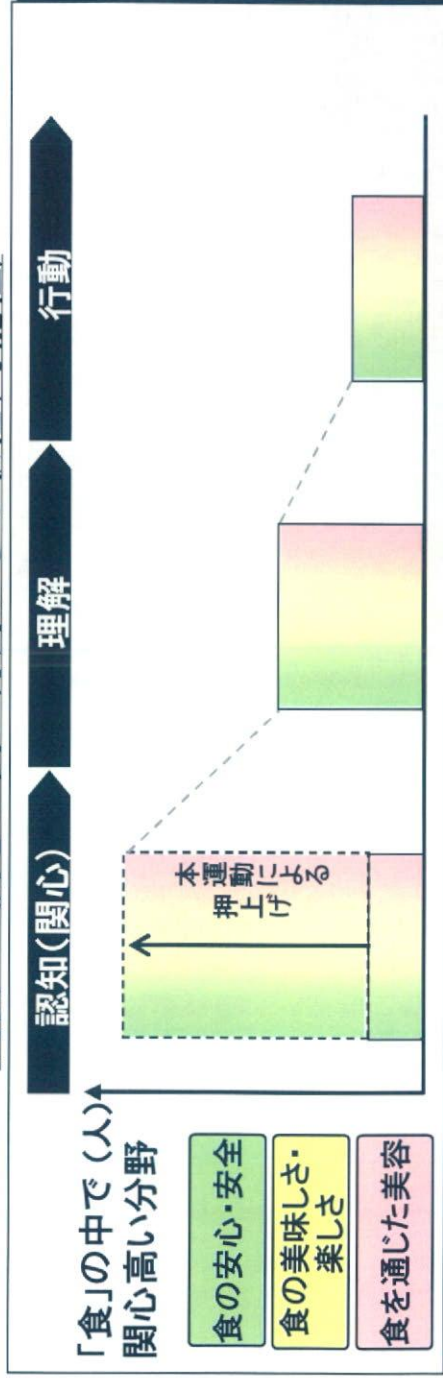 認知(関心)
理解
行動
「食」の中で
関心高い分野
(人)
食の安心・安全
食の美味しさ・
楽しさ
食を通じた美容
本運動による
押上げ